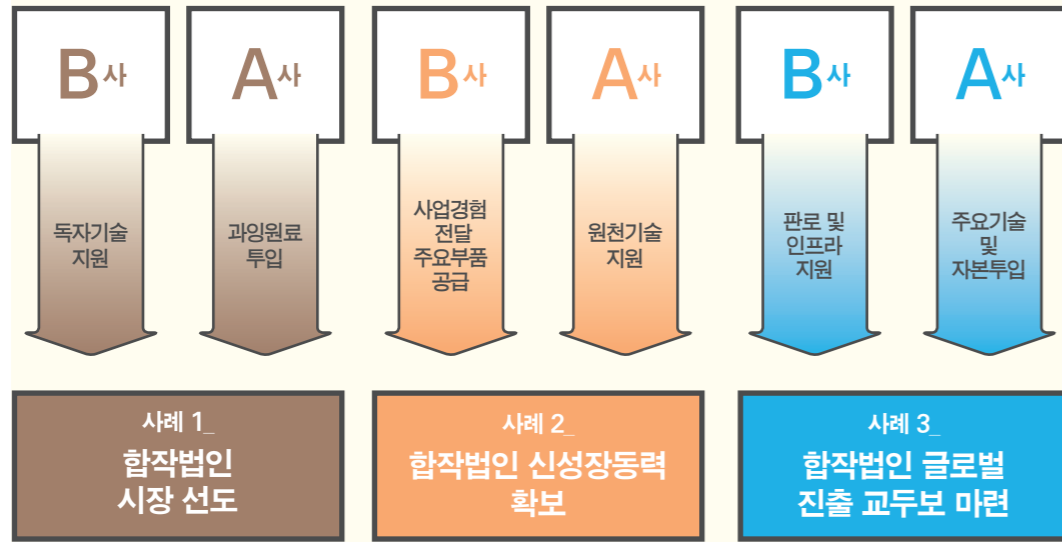 B사
A사
B사
A사
B사
A사
독자기술
지원
과잉원료
투입
사업경험
전달
주요부품
공급
원천기술
지원
판로 및
인프라
지원
주요기술
및
자본투입
사례 1_
합작법인
시장 선도
사례 2_
합작법인 신성장동력
확보
사례 3_
합작법인 글로벌
진출 교두보 마련